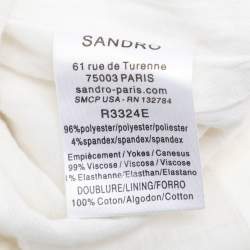 SANDRO
61 rue de Turenne
75003 PARIS
sandro-paris.com
SMCP USA - RN 132784
R3324E
96%polyester/polyester/poliester
4%spandex/spandex/spandex
Empiècement / Yokes / Canesus
99% Viscose / Viscosa / Viscose
1% Elasthanne / Elasthan / Elastano
DOUBLURE/LINING/FORRO
100% Coton/Algodon/Cotton